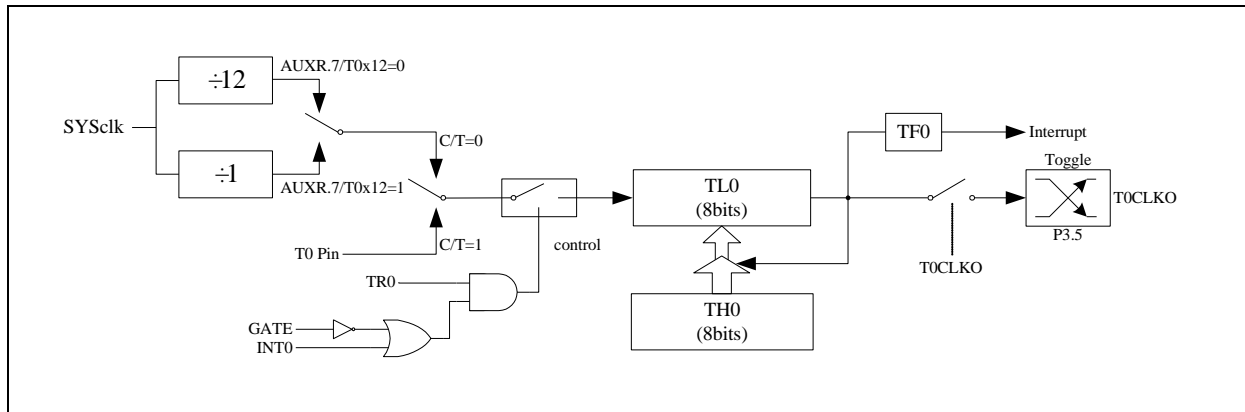 ÷12
AUXR.7/T0x12=0
SYSclk
÷1
AUXR.7/T0x12=1
C/T=0
C/T=1
T0 Pin
control
TR0
GATE
INT0
TL0
(8bits)
TH0
(8bits)
TF0
Interrupt
Toggle
T0CLKO
P3.5
T0CLKO